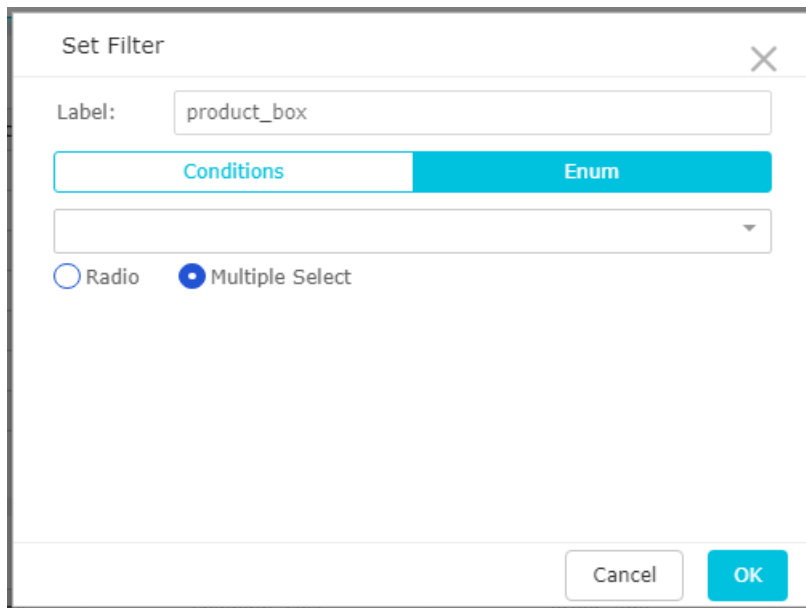 Set Filter
Label: product_box
Conditions Enum
Radio Multiple Select
Cancel OK